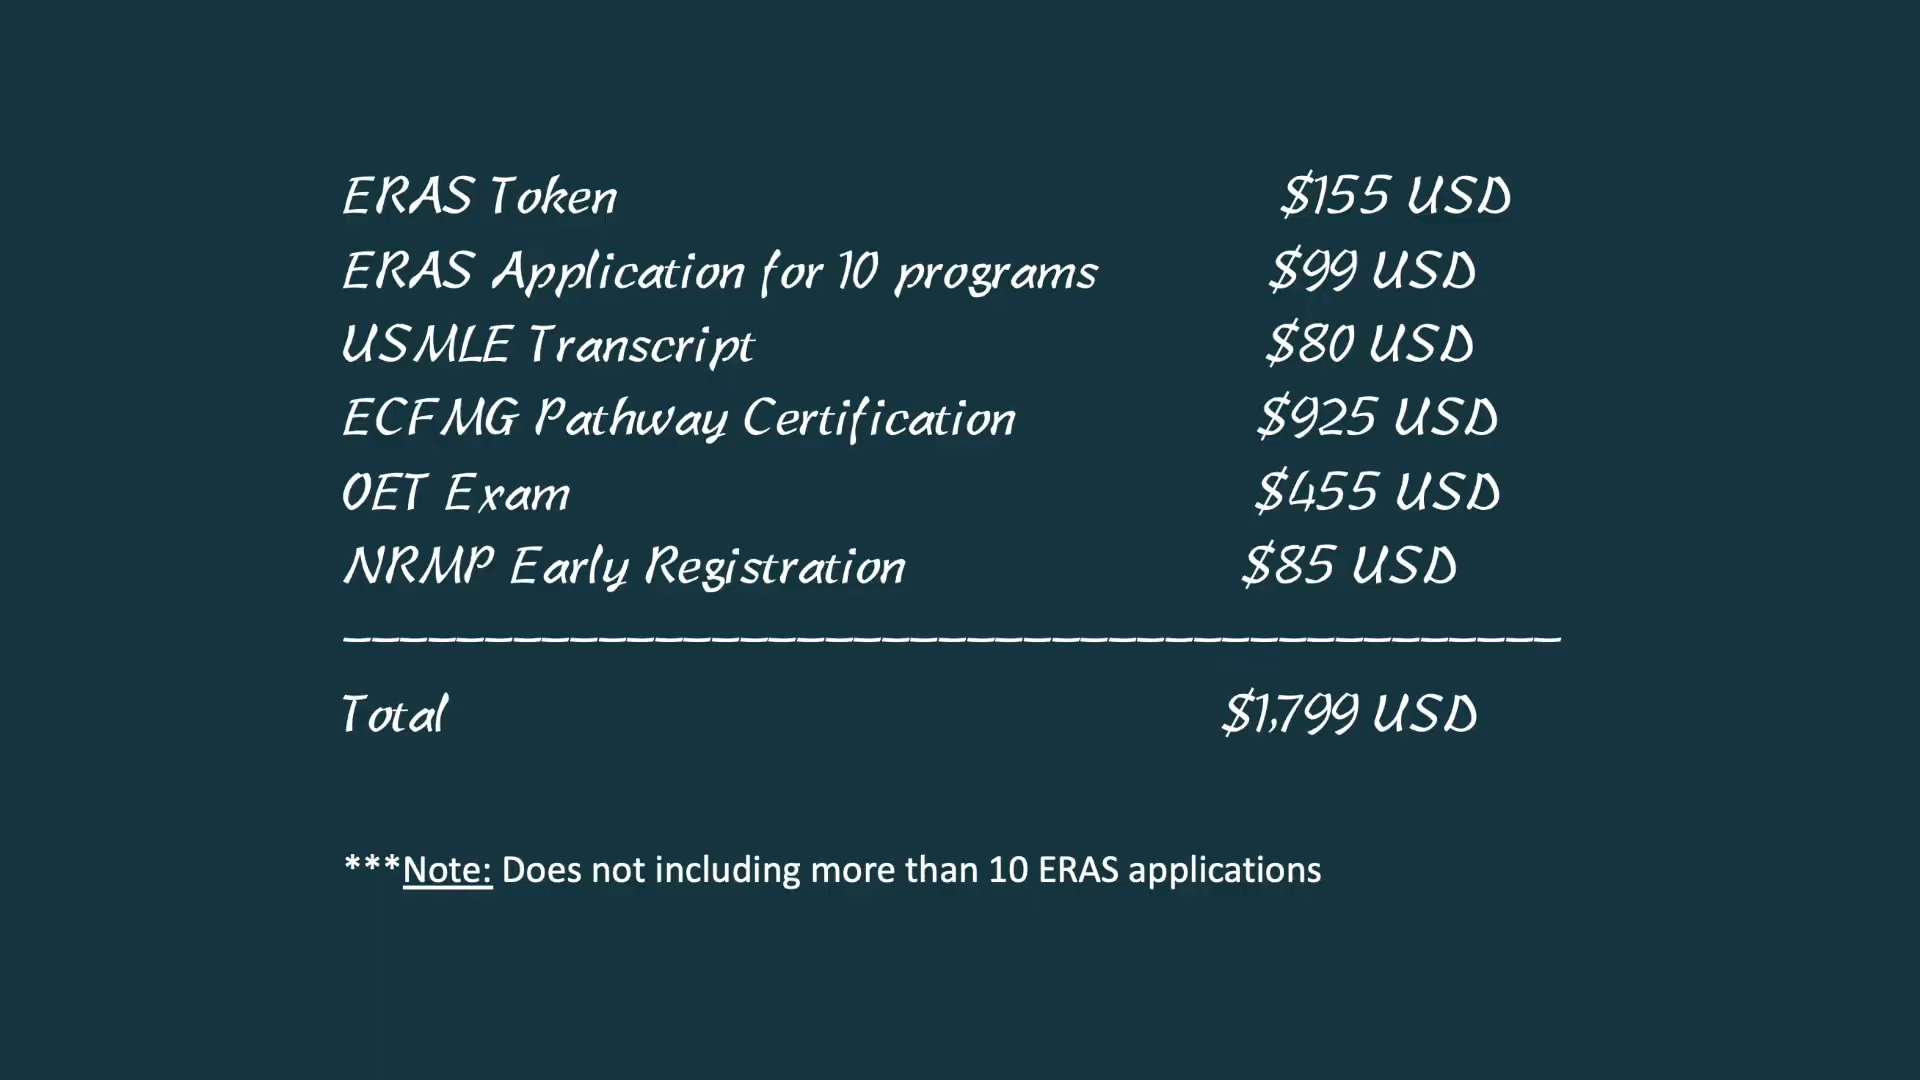 ERAS Token $155 USD
ERAS Application for 10 programs $99 USD
USMLE Transcript $80 USD
ECFMG Pathway Certification $925 USD
OET Exam $455 USD
NRMP Early Registration $85 USD
___________________________________________
Total $1,799 USD
***Note: Does not including more than 10 ERAS applications